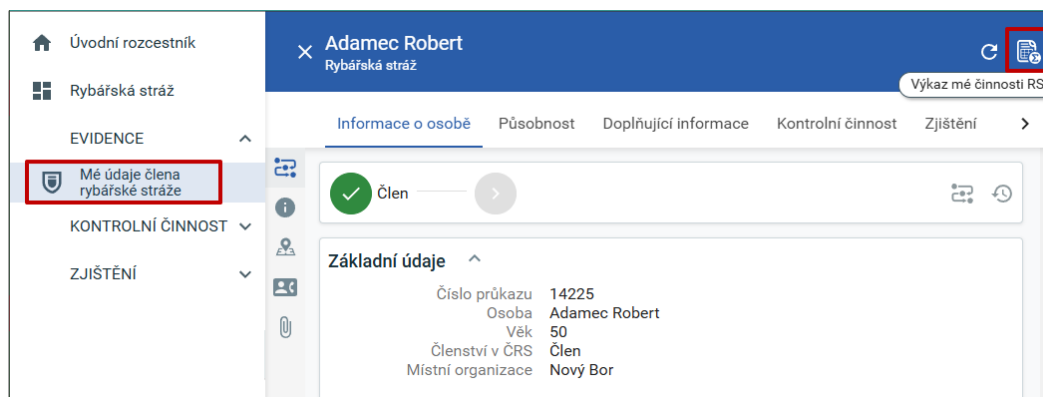 Úvodní rozcestník
Rybářská stráž
EVIDENCE
Mé údaje člena
rybářské stráže
KONTROLNÍ ČINNOST
ZJIŠTĚNÍ
Adamec Robert
Rybářská stráž
Výkaz mé činnosti RS
Informace o osobě Působnost Doplňující informace Kontrolní činnost Zjištění
Člen
Základní údaje
Číslo průkazu 14225
Osoba Adamec Robert
Věk 50
Členství v ČRS Člen
Místní organizace Nový Bor